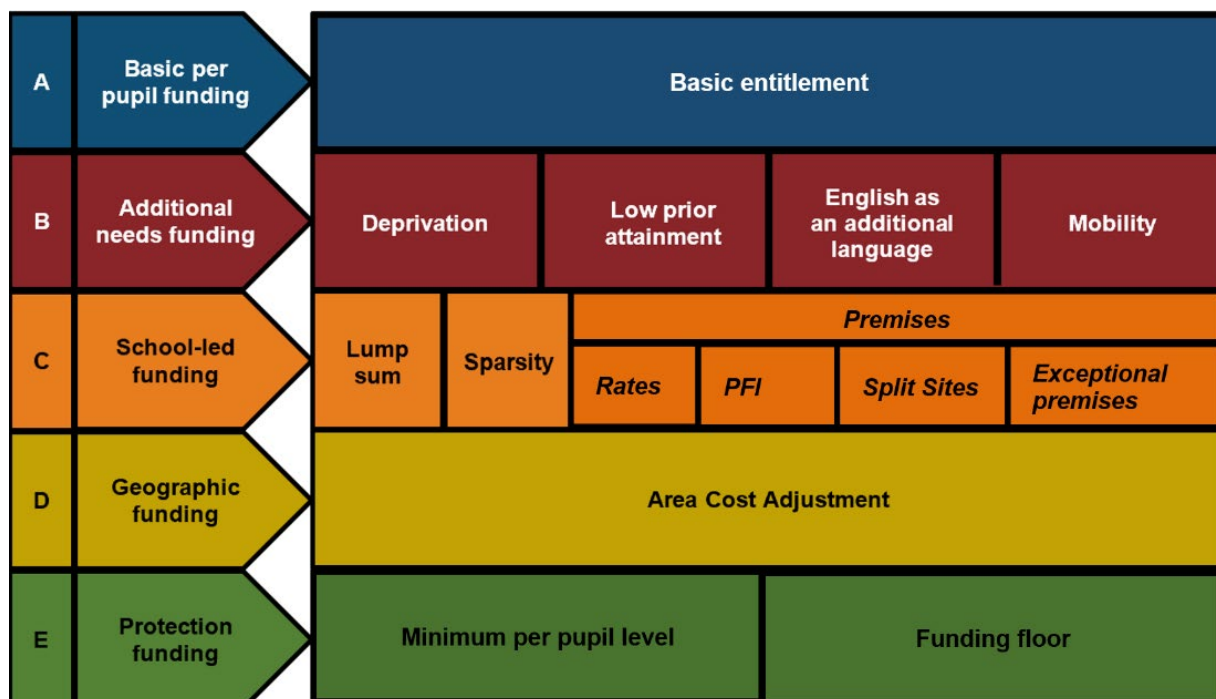 A
Basic per
pupil funding
Basic entitlement
B
Additional
needs funding
Deprivation
Low prior
attainment
English as
an additional
language
Mobility
C
School-led
funding
Lump
sum
Sparsity
Premises
Rates
PFI
Split Sites
Exceptional
premises
D
Geographic
funding
Area Cost Adjustment
E
Protection
funding
Minimum per pupil level
Funding floor